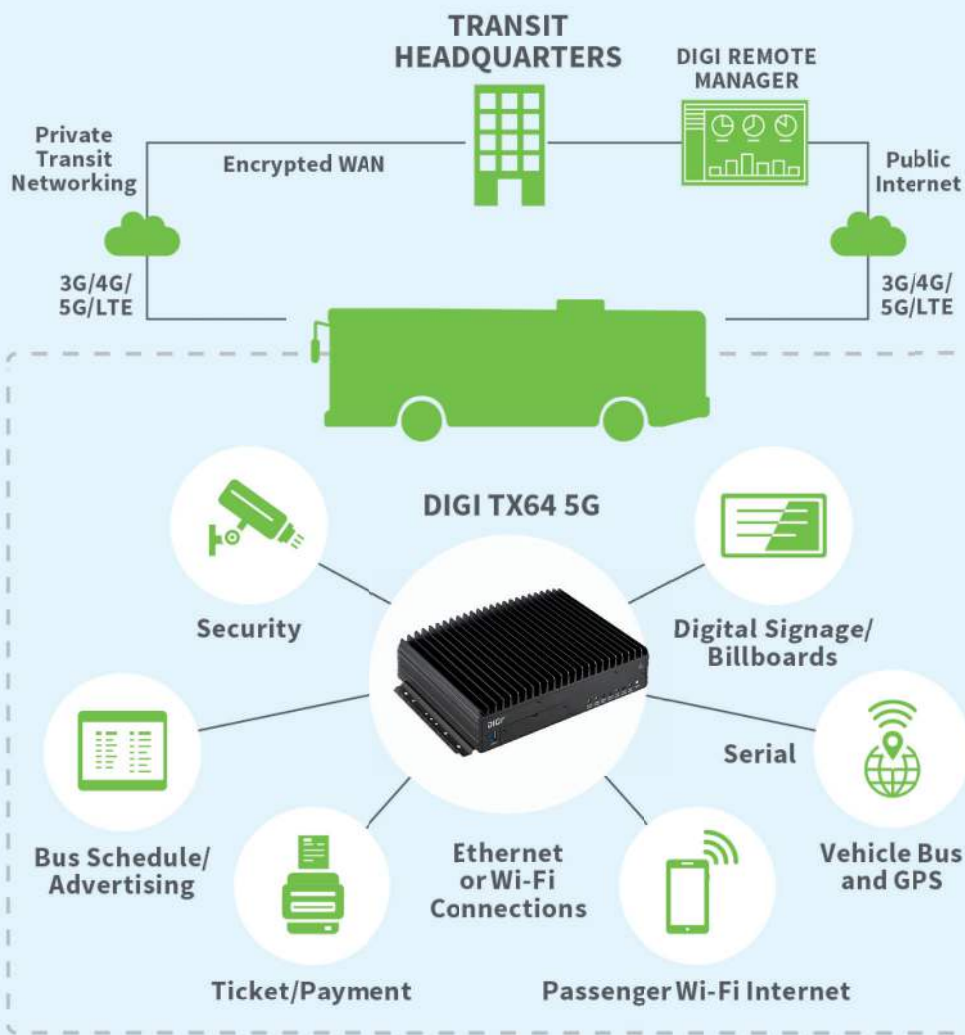 TRANSIT
HEADQUARTERS
DIGI REMOTE
MANAGER
Private
Transit
Networking
Encrypted WAN
Public
Internet
3G/4G/
5G/LTE
3G/4G/
5G/LTE
DIGI TX64 5G
Security
Digital Signage/
Billboards
DIGI
Serial
Bus Schedule/
Advertising
Ethernet
or Wi-Fi
Connections
Vehicle Bus
and GPS
Ticket/Payment
Passenger Wi-Fi Internet